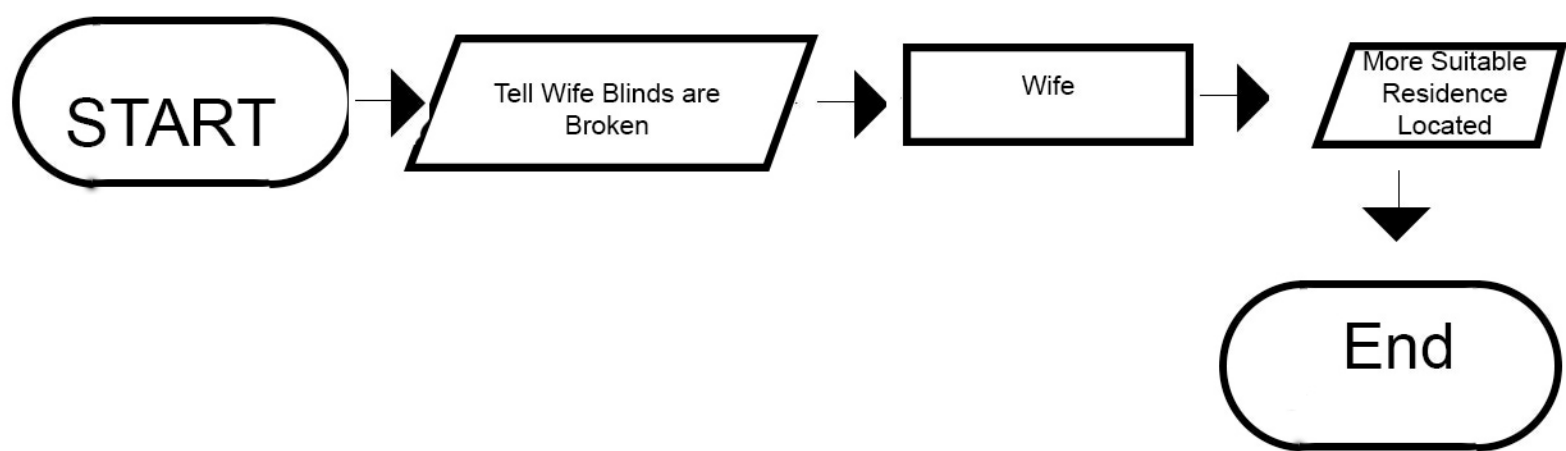 START
Tell Wife Blinds are
Broken
Wife
More Suitable
Residence
Located
End